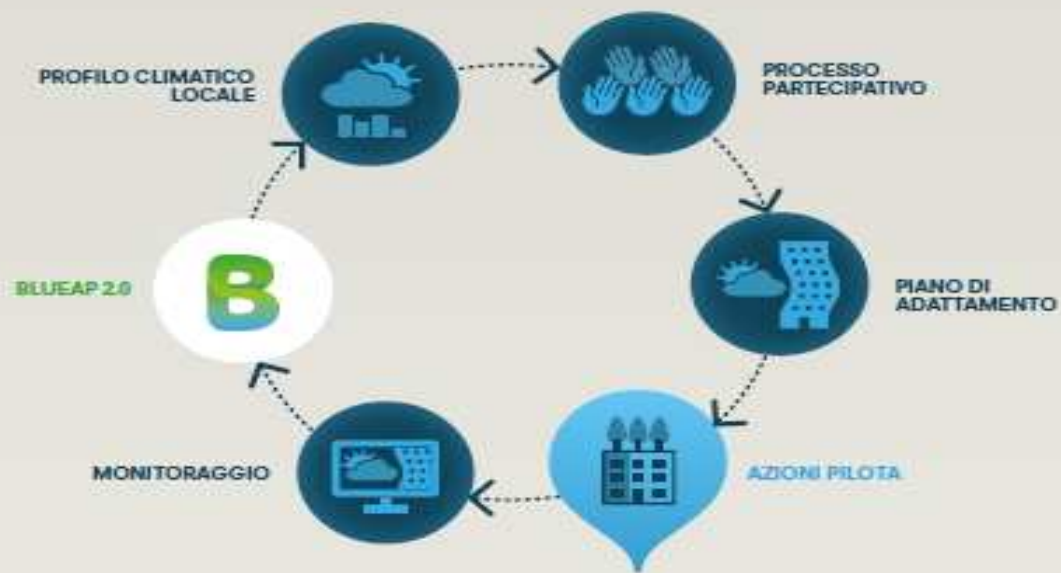 PROFILO CLIMATICO
LOCALE
PROCESSO
PARTECIPATIVO
PIANO DI
ADATTAMENTO
AZIONI PILOTA
MONITORAGGIO
BLUEAP 2.0
B